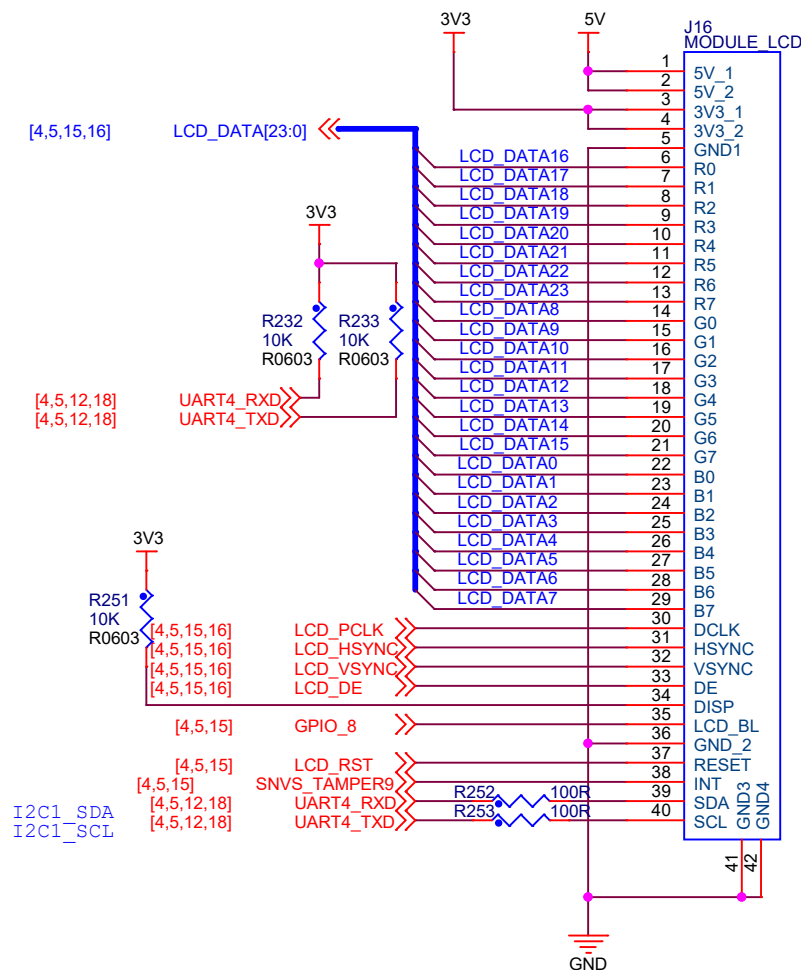 3V3 5V J16
MODULE_LCD
1 5V_1
2 5V_2
3 3V3_1
4 3V3_2
5 GND1
[4,5,15,16] LCD_DATA[23:0]
LCD_DATA16 6 R0
LCD_DATA17 7 R1
LCD_DATA18 8 R2
LCD_DATA19 9 R3
LCD_DATA20 10 R4
LCD_DATA21 11 R5
LCD_DATA22 12 R6
LCD_DATA23 13 R7
LCD_DATA8 14 G0
LCD_DATA9 15 G1
LCD_DATA10 16 G2
LCD_DATA11 17 G3
LCD_DATA12 18 G4
LCD_DATA13 19 G5
LCD_DATA14 20 G6
LCD_DATA15 21 G7
LCD_DATA0 22 B0
LCD_DATA1 23 B1
LCD_DATA2 24 B2
LCD_DATA3 25 B3
LCD_DATA4 26 B4
LCD_DATA5 27 B5
LCD_DATA6 28 B6
LCD_DATA7 29 B7
3V3
R232 R233
10K 10K
R0603 R0603
[4,5,12,18] UART4_RXD
[4,5,12,18] UART4_TXD
3V3
R251
10K
R0603
[4,5,15,16] LCD_PCLK 30 DCLK
[4,5,15,16] LCD_HSYNC 31 HSYNC
[4,5,15,16] LCD_VSYNC 32 VSYNC
[4,5,15,16] LCD_DE 33 DE
34 DISP
[4,5,15] GPIO_8 35 LCD_BL
36 GND_2
[4,5,15] LCD_RST 37 RESET
[4,5,15] SNVS_TAMPER9 38 INT
I2C1_SDA [4,5,12,18] UART4_RXD R252 100R 39 SDA
I2C1_SCL [4,5,12,18] UART4_TXD R253 100R 40 SCL
GND3 GND4
41 42
GND